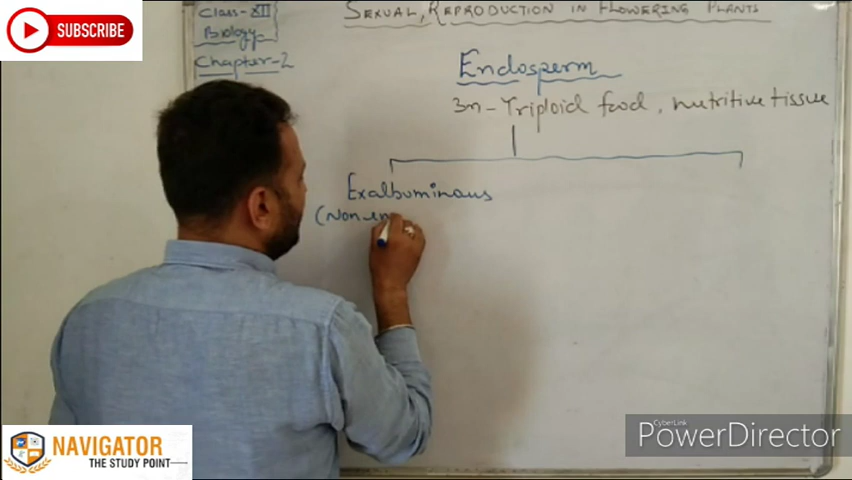 SUBSCRIBE
Class-XII
Biology
Chapter-2
SEXUAL REPRODUCTION IN FLOWERING PLANTS
Endosperm
3n - Triploid food, nutritive tissue
Exalbuminous
(Non en
CyberLink
PowerDirector
NAVIGATOR
THE STUDY POINT